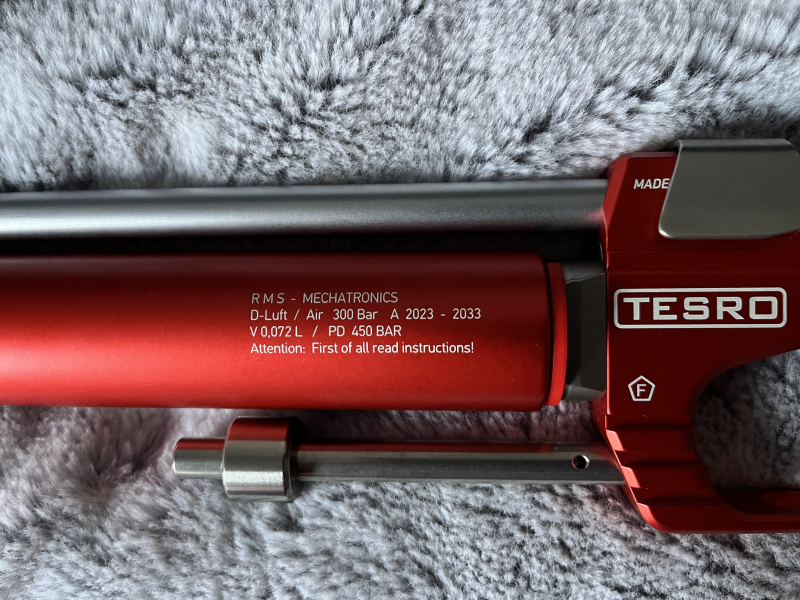 MADE
R M S - MECHATRONICS
D-Luft / Air 300 Bar A 2023 - 2033
V 0,072 L / PD 450 BAR
Attention: First of all read instructions!
TESRO
F